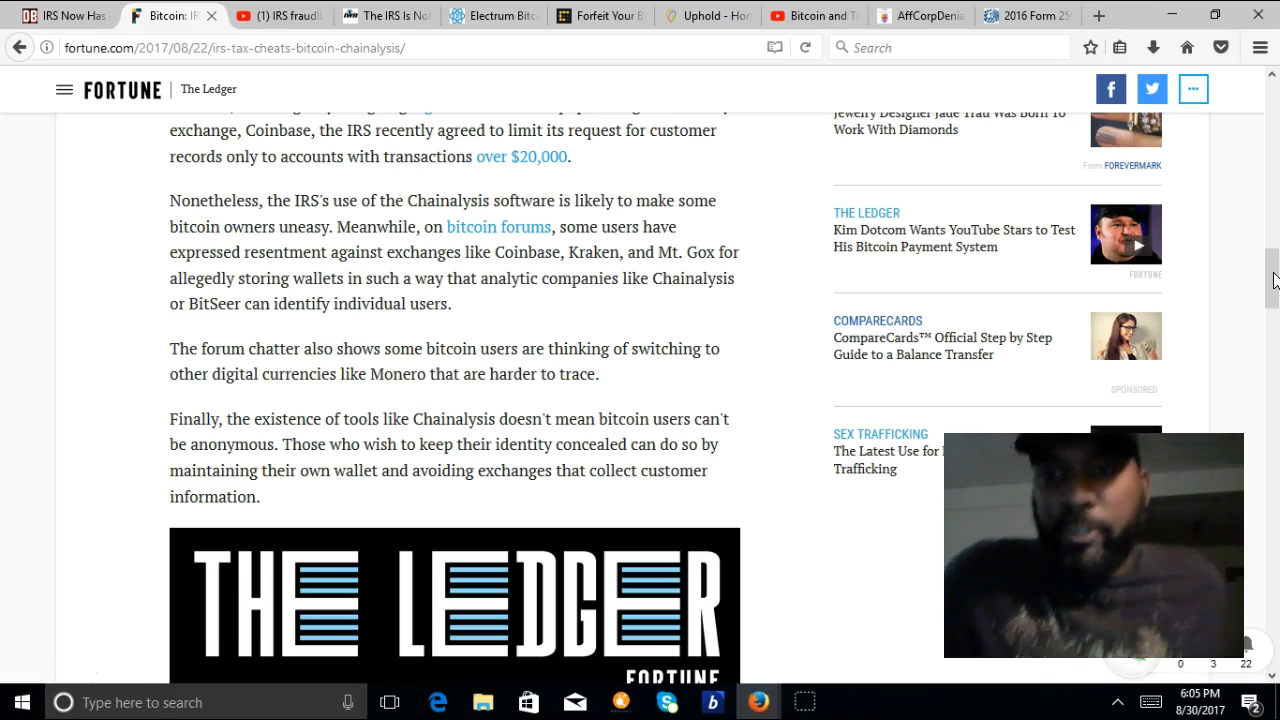 IRS Now Has
Bitcoin: IR
(1) IRS fraud!
The IRS Is No
Electrum Bitc
Forfeit Your B
Uphold - Ho
Bitcoin and Ta
AffCorpDenia
2016 Form 25
fortune.com/2017/08/22/irs-tax-cheats-bitcoin-chainalysis/
Search
FORTUNE | The Ledger
exchange, Coinbase, the IRS recently agreed to limit its request for customer
records only to accounts with transactions over $20,000.
Nonetheless, the IRS's use of the Chainalysis software is likely to make some
bitcoin owners uneasy. Meanwhile, on bitcoin forums, some users have
expressed resentment against exchanges like Coinbase, Kraken, and Mt. Gox for
allegedly storing wallets in such a way that analytic companies like Chainalysis
or BitSeer can identify individual users.
The forum chatter also shows some bitcoin users are thinking of switching to
other digital currencies like Monero that are harder to trace.
Finally, the existence of tools like Chainalysis doesn't mean bitcoin users can't
be anonymous. Those who wish to keep their identity concealed can do so by
maintaining their own wallet and avoiding exchanges that collect customer
information.
THE LEDGER
FORTUNE
Jewelry Designer Jade Trau Was Born To
Work With Diamonds
From FOREVERMARK
THE LEDGER
Kim Dotcom Wants YouTube Stars to Test
His Bitcoin Payment System
FORTUNE
COMPARECARDS
CompareCards™ Official Step by Step
Guide to a Balance Transfer
SPONSORED
SEX TRAFFICKING
The Latest Use for
Trafficking
0 3 22
Type here to search
6:05 PM
8/30/2017
2